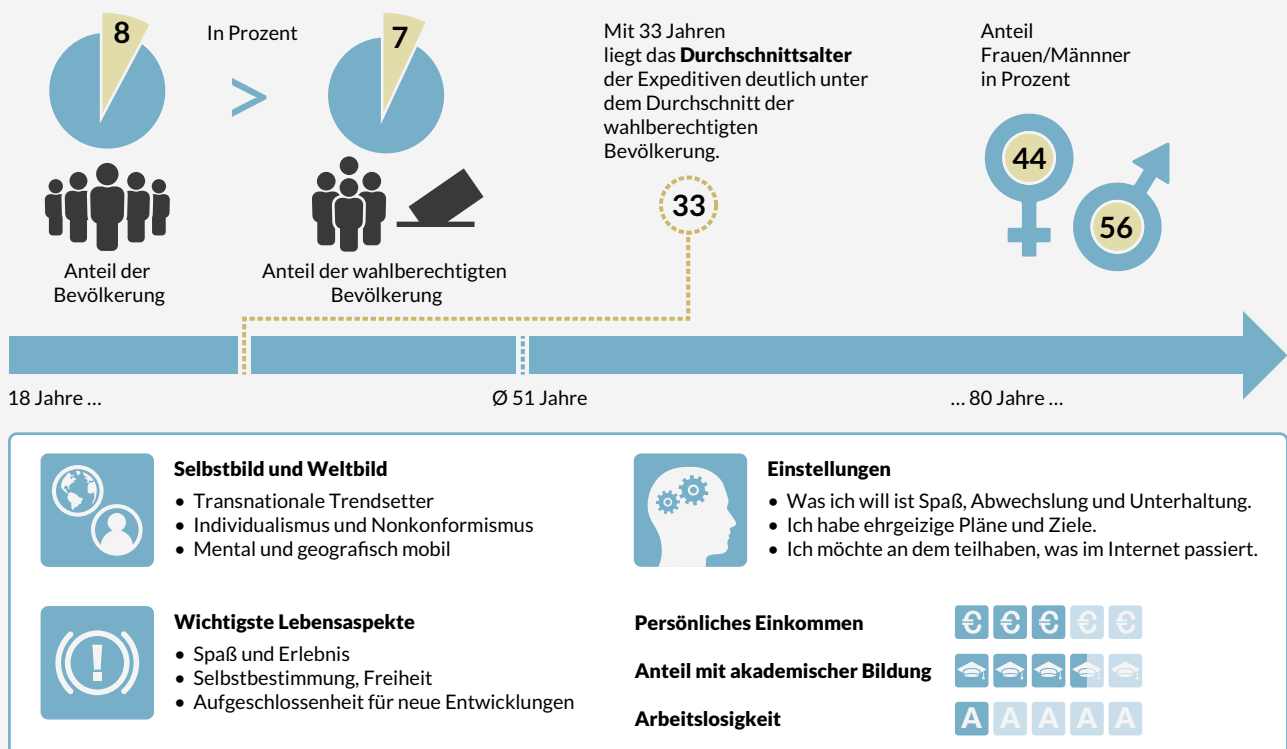 8
In Prozent
>
7
Anteil der
Bevölkerung
Anteil der wahlberechtigten
Bevölkerung
Mit 33 Jahren
liegt das Durchschnittsalter
der Expeditiven deutlich unter
dem Durchschnitt der
wahlberechtigten
Bevölkerung.
33
Anteil
Frauen/Männner
in Prozent
44
56
18 Jahre ...
Ø 51 Jahre
... 80 Jahre ...
Selbstbild und Weltbild
• Transnationale Trendsetter
• Individualismus und Nonkonformismus
• Mental und geografisch mobil
Einstellungen
• Was ich will ist Spaß, Abwechslung und Unterhaltung.
• Ich habe ehrgeizige Pläne und Ziele.
• Ich möchte an dem teilhaben, was im Internet passiert.
Wichtigste Lebensaspekte
• Spaß und Erlebnis
• Selbstbestimmung, Freiheit
• Aufgeschlossenheit für neue Entwicklungen
Persönliches Einkommen
€ € € € €
Anteil mit akademischer Bildung
Arbeitslosigkeit
A A A A A